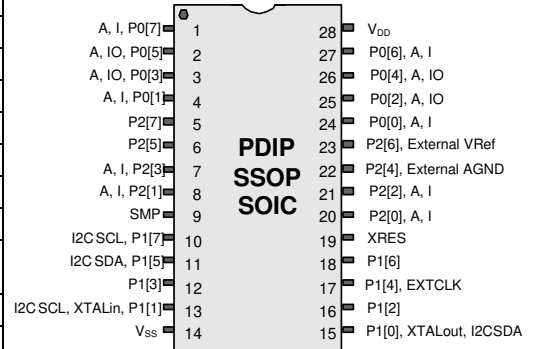 A, I, P0[7] 1 28 VDD
A, IO, P0[5] 2 27 P0[6], A, I
A, IO, P0[3] 3 26 P0[4], A, IO
A, I, P0[1] 4 25 P0[2], A, IO
P2[7] 5 24 P0[0], A, I
P2[5] 6 PDIP 23 P2[6], External VRef
A, I, P2[3] 7 SSOP 22 P2[4], External AGND
A, I, P2[1] 8 SOIC 21 P2[2], A, I
SMP 9 20 P2[0], A, I
I2C SCL, P1[7] 10 19 XRES
I2C SDA, P1[5] 11 18 P1[6]
P1[3] 12 17 P1[4], EXTCLK
I2C SCL, XTALin, P1[1] 13 16 P1[2]
VSS 14 15 P1[0], XTALout, I2CSDA